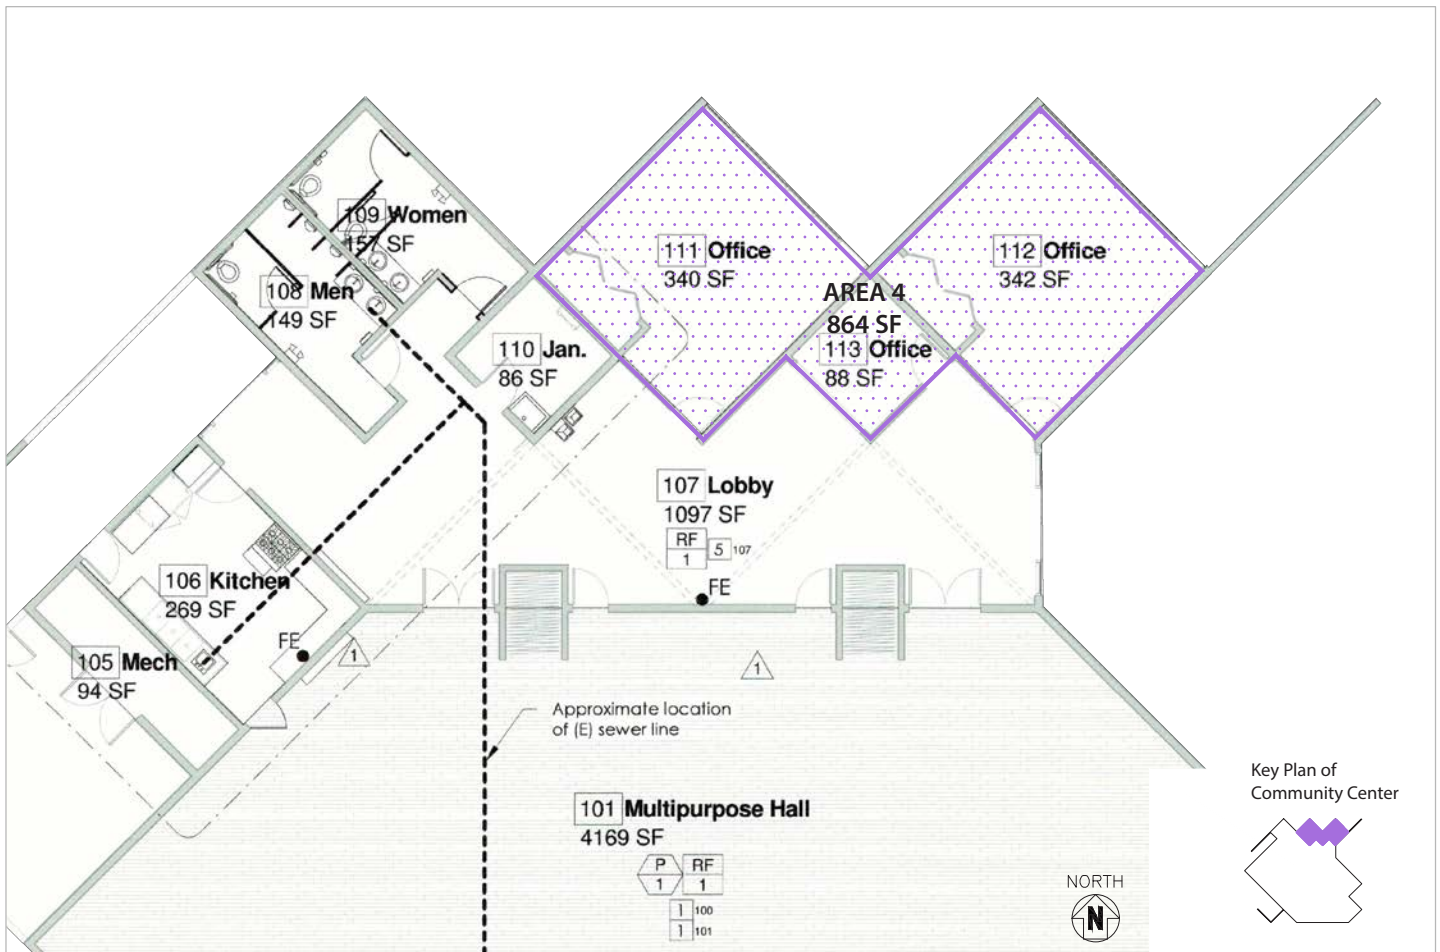 109 Women
157 SF
108 Men
149 SF
111 Office
340 SF
112 Office
342 SF
AREA 4
864 SF
113 Office
88 SF
110 Jan.
86 SF
107 Lobby
1097 SF
RF
1
5 107
FE
106 Kitchen
269 SF
FE
1
1
105 Mech
94 SF
Approximate location
of (E) sewer line
101 Multipurpose Hall
4169 SF
P
1
RF
1
1 100
1 101
Key Plan of
Community Center
NORTH
N